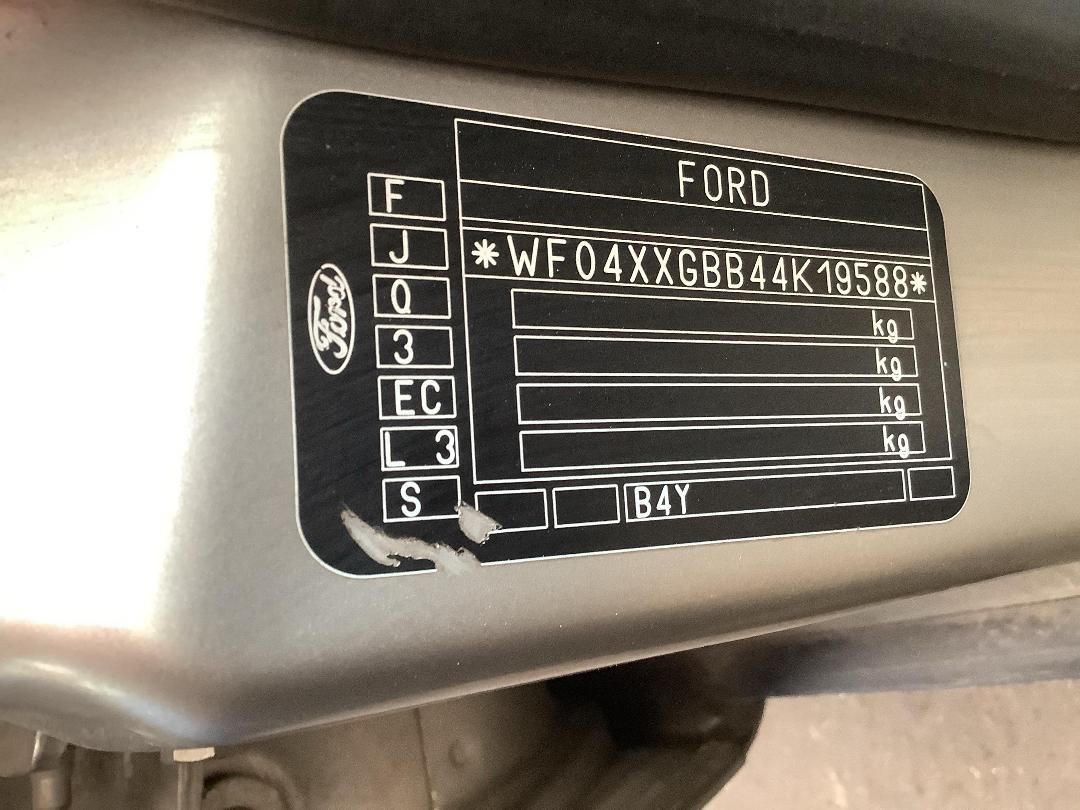 FORD
*WF04XXGBB44K19588*
kg
kg
kg
kg
B4Y
F
J
Q
3
EC
L 3
S
Ford